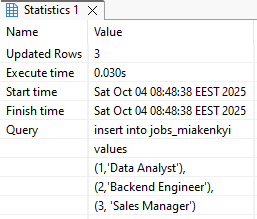 Statistics 1
Name Value
Updated Rows 3
Execute time 0.030s
Start time Sat Oct 04 08:48:38 EEST 2025
Finish time Sat Oct 04 08:48:38 EEST 2025
Query insert into jobs_miakenkyi
values
(1,'Data Analyst'),
(2,'Backend Engineer'),
(3, 'Sales Manager')